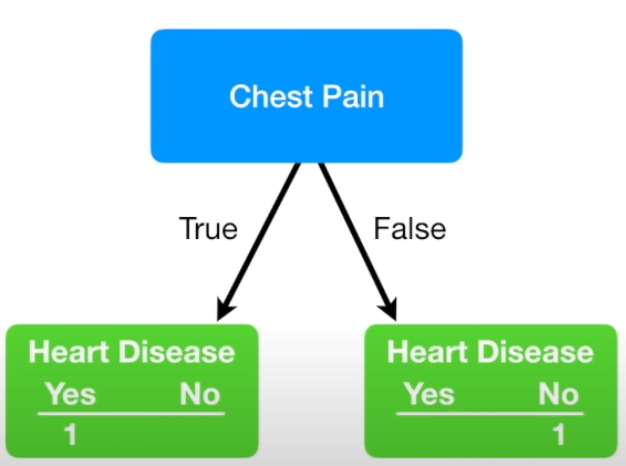 Chest Pain
True False
Heart Disease
Yes No
1
Heart Disease
Yes No
1